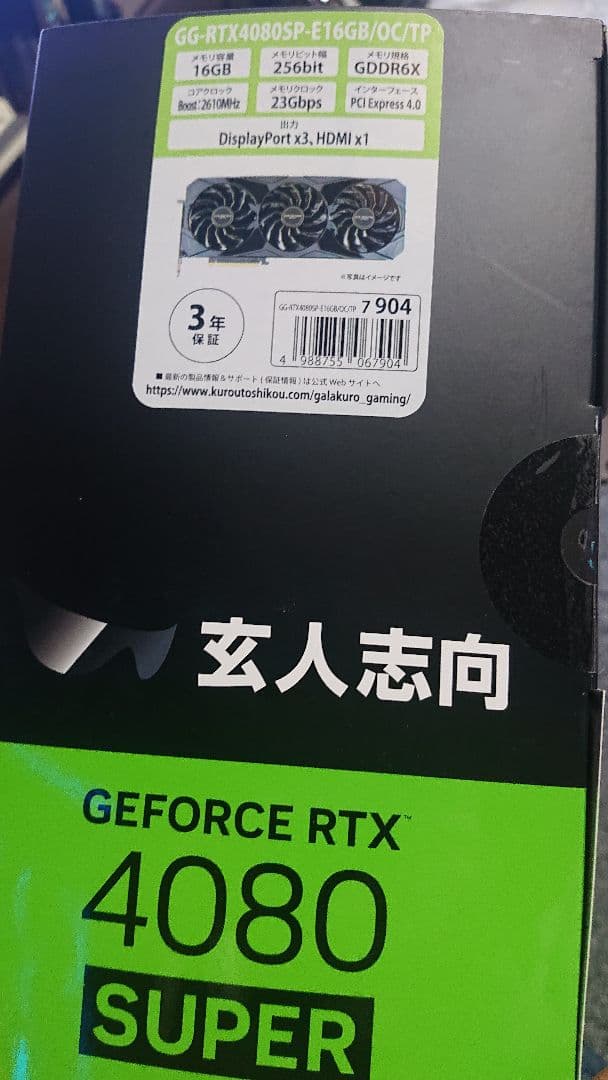 GG-RTX4080SP-E16GB/OC/TP
メモリ容量 メモリビット幅 メモリ規格
16GB 256bit GDDR6X
コアクロック メモリクロック インターフェース
Boost:2610MHz 23Gbps PCI Express 4.0
出力
DisplayPort x3、HDMI x1
※写真はイメージです
3年
保証
GG-RTX4080SP-E16GB/OC/TP 7 904
4 988755 067904
■ 最新の製品情報&サポート(保証情報)は公式Webサイトへ
https://www.kuroutoshikou.com/galakuro_gaming/
玄人志向
GEFORCE RTX™
4080
SUPER